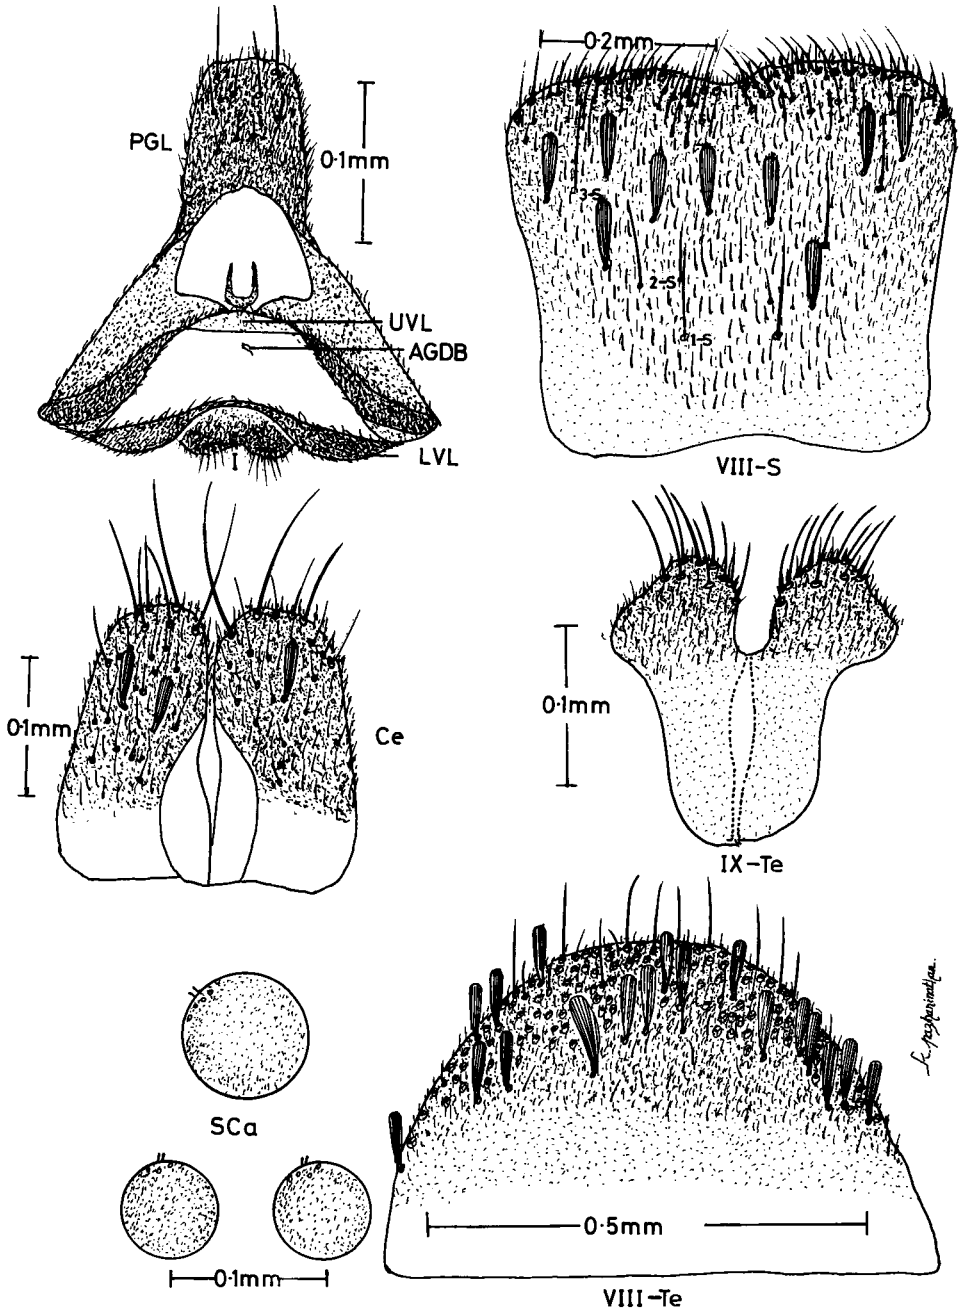 0·2mm
PGL
0·1mm
3-S
UVL
2-S
AGDB
1-S
LVL
I
VIII-S
0·1mm
Ce
0·1mm
IX-Te
SCa
0·5mm
0·1mm
VIII-Te